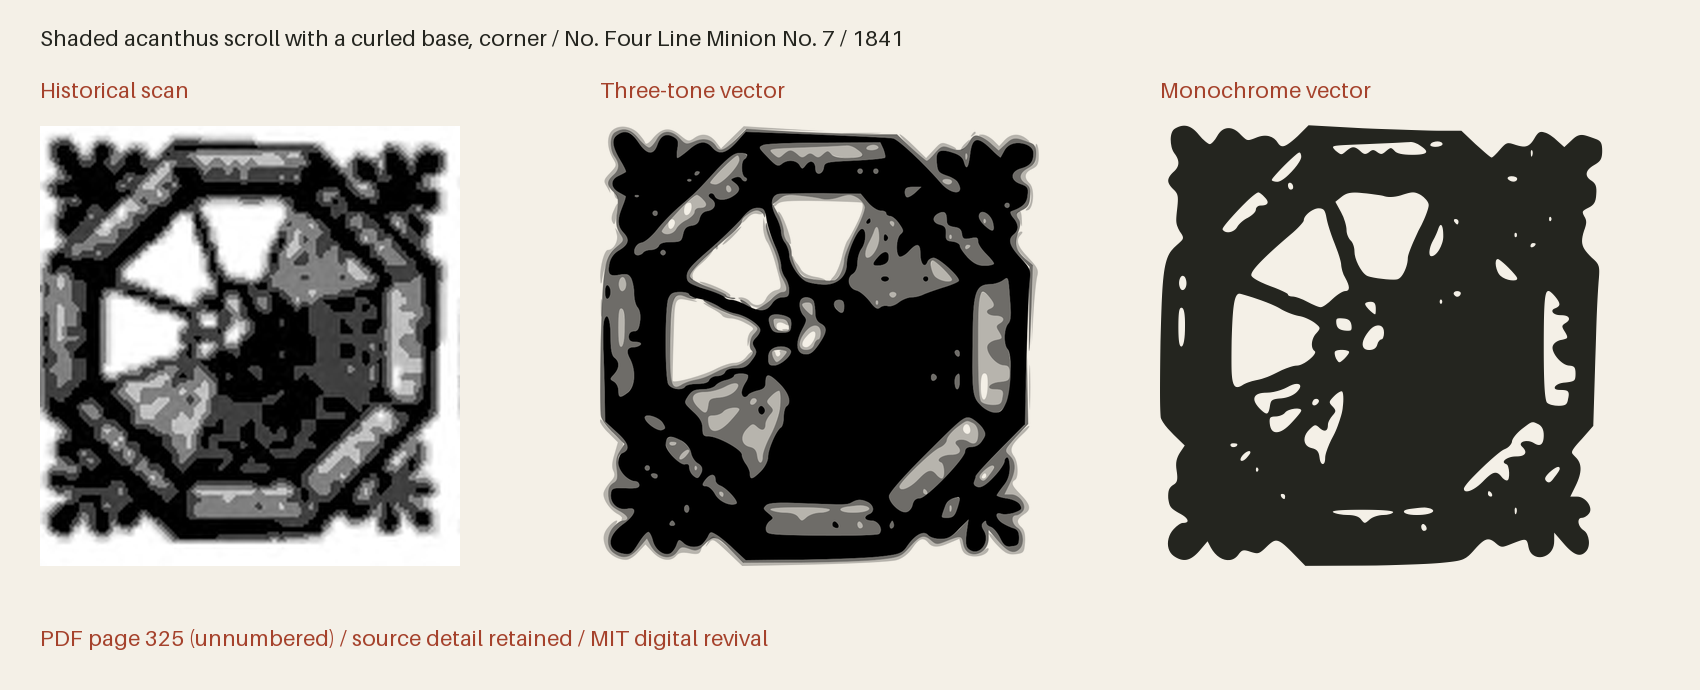 Shaded acanthus scroll with a curled base, corner / No. Four Line Minion No. 7 / 1841
Historical scan
Three-tone vector
Monochrome vector
PDF page 325 (unnumbered) / source detail retained / MIT digital revival